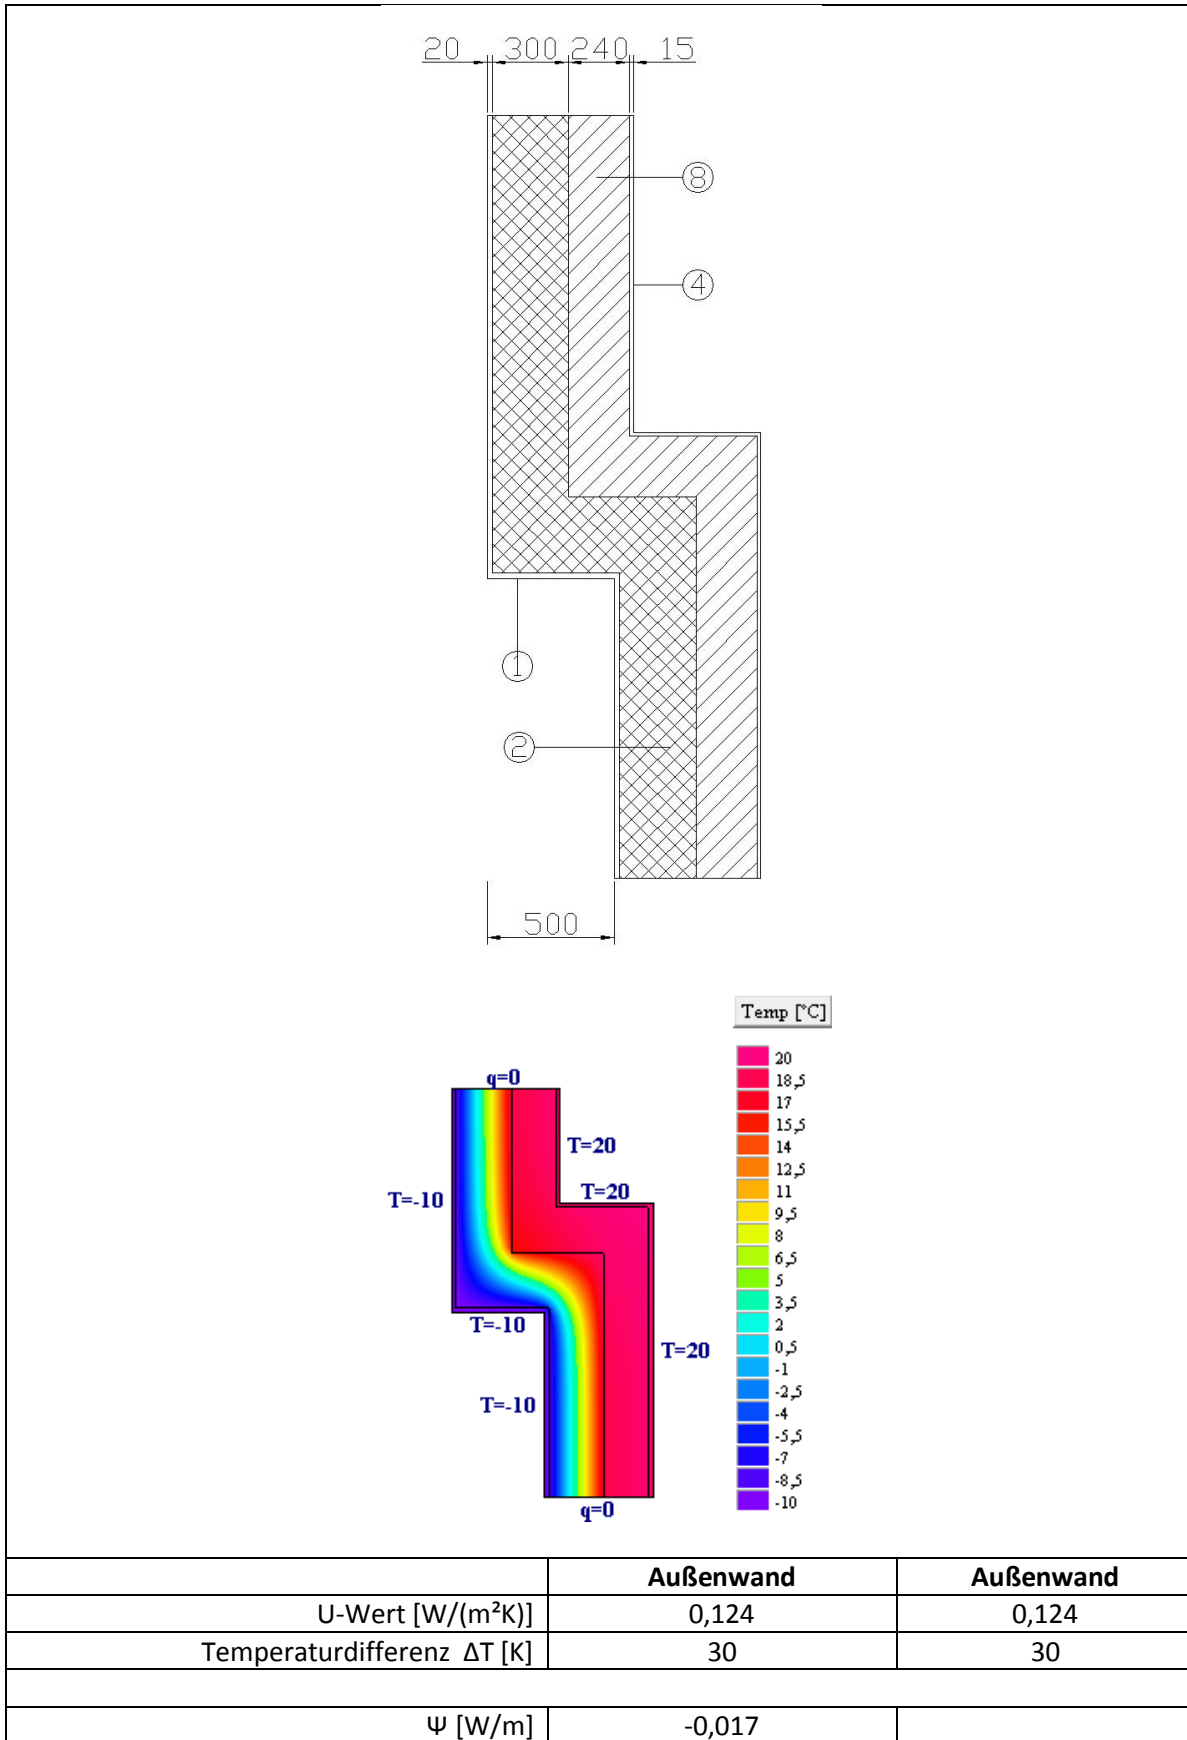 20 300 240 15
8
4
1
2
500
Temp [°C]
20
18,5
17
15,5
14
12,5
11
9,5
8
6,5
5
3,5
2
0,5
-1
-2,5
-4
-5,5
-7
-8,5
-10
q=0
T=20
T=-10
T=20
T=-10
T=20
T=-10
q=0
Außenwand Außenwand
U-Wert [W/(m²K)] 0,124 0,124
Temperaturdifferenz ΔT [K] 30 30
Ψ [W/m] -0,017